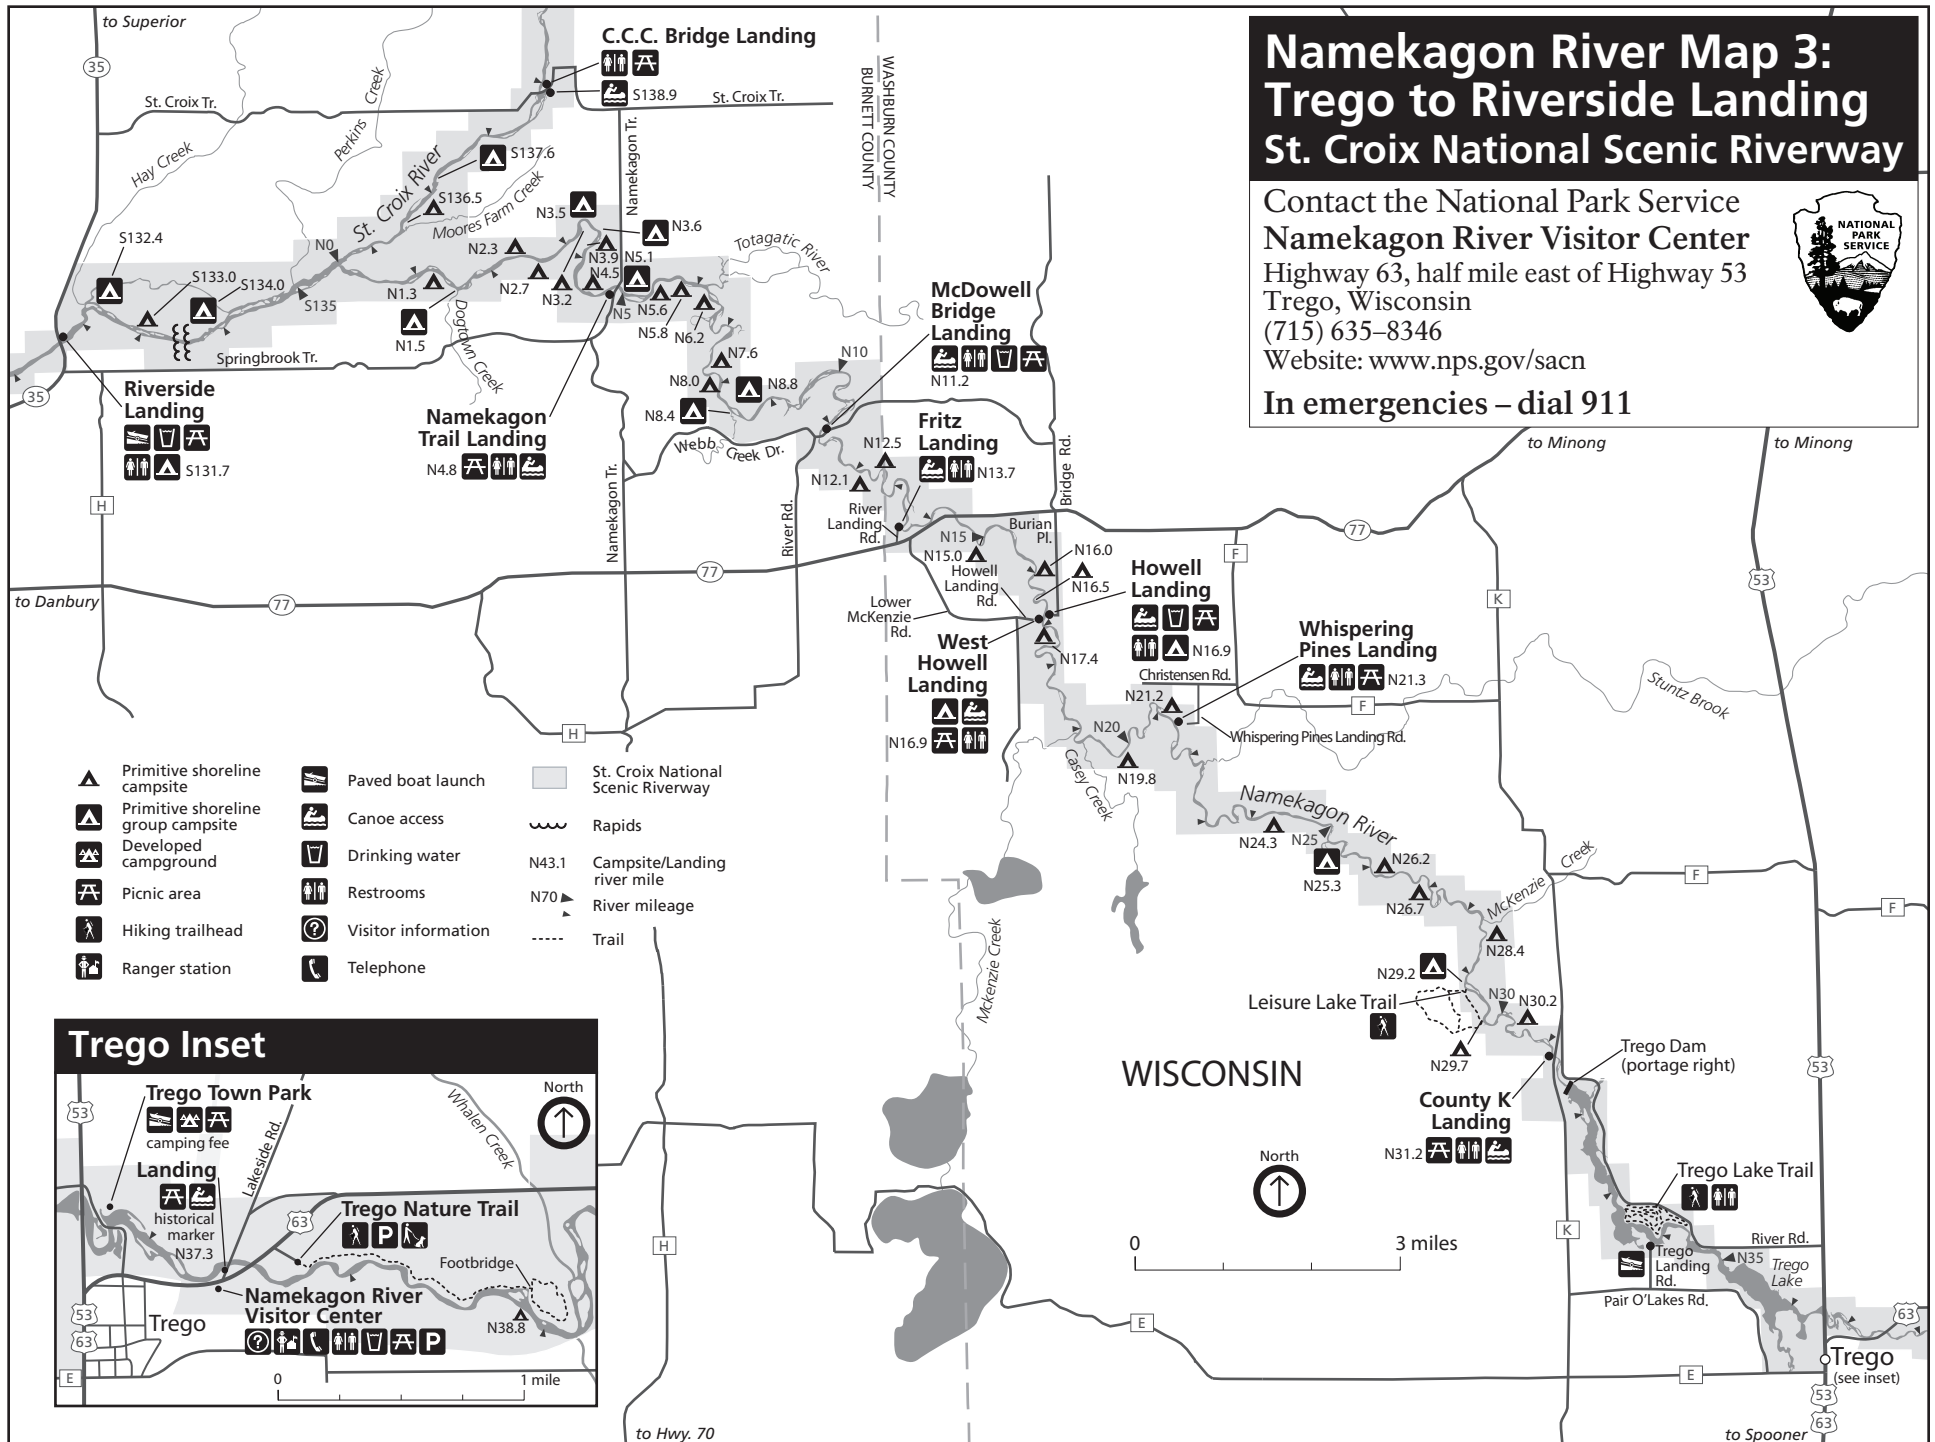 Namekagon River Map 3:
Trego to Riverside Landing
St. Croix National Scenic Riverway
Contact the National Park Service
Namekagon River Visitor Center
Highway 63, half mile east of Highway 53
Trego, Wisconsin
(715) 635–8346
Website: www.nps.gov/sacn
In emergencies – dial 911
NATIONAL
PARK
SERVICE
to Superior
35
St. Croix Tr.
Hay Creek
Perkins
Creek
C.C.C. Bridge Landing
S138.9
St. Croix Tr.
WASHBURN COUNTY
BURNETT COUNTY
Namekagon Tr.
S137.6
St. Croix River
S136.5
Moores Farm Creek
N3.5
N3.6
N2.3
N3.9
N5.1
N4.5
Totagatic River
N0
S132.4
S133.0
S134.0
S135
N1.3
N2.7
N3.2
N5
N5.6
N5.8
N6.2
N1.5
Dogtown Creek
Springbrook Tr.
35
Riverside
Landing
S131.7
Namekagon
Trail Landing
N4.8
N7.6
N8.0
N8.8
N8.4
N10
Webb
Creek Dr.
McDowell
Bridge
Landing
N11.2
Fritz
Landing
N13.7
N12.5
N12.1
River
Landing
Rd.
River Rd.
Namekagon Tr.
Bridge Rd.
H
to Danbury
77
77
77
to Minong
to Minong
N15
N15.0
Burian
Pl.
N16.0
N16.5
Howell
Landing
Rd.
Lower
McKenzie
Rd.
Howell
Landing
N16.9
West
Howell
Landing
N16.9
N17.4
Christensen Rd.
F
K
53
Whispering
Pines Landing
N21.3
N21.2
F
Whispering Pines Landing Rd.
Stuntz Brook
N20
N19.8
Casey Creek
H
Namekagon River
N24.3
N25
N25.3
N26.2
N26.7
McKenzie
Creek
F
F
N28.4
N29.2
Leisure Lake Trail
N30
N30.2
N29.7
Mckenzie Creek
WISCONSIN
County K
Landing
N31.2
Trego Dam
(portage right)
53
North
0
3 miles
Trego Lake Trail
K
River Rd.
Trego
Landing
Rd.
N35
Trego
Lake
Pair O'Lakes Rd.
63
E
E
Trego
(see inset)
53
63
to Spooner
H
to Hwy. 70
Primitive shoreline
campsite
Primitive shoreline
group campsite
Developed
campground
Picnic area
Hiking trailhead
Ranger station
Paved boat launch
Canoe access
Drinking water
Restrooms
Visitor information
Telephone
St. Croix National
Scenic Riverway
Rapids
N43.1
Campsite/Landing
river mile
N70
River mileage
Trail
Trego Inset
53
Trego Town Park
camping fee
Landing
historical
marker
N37.3
Lakeside Rd.
Whalen Creek
North
63
Trego Nature Trail
P
Footbridge
Namekagon River
Visitor Center
P
N38.8
53
63
Trego
E
0
1 mile